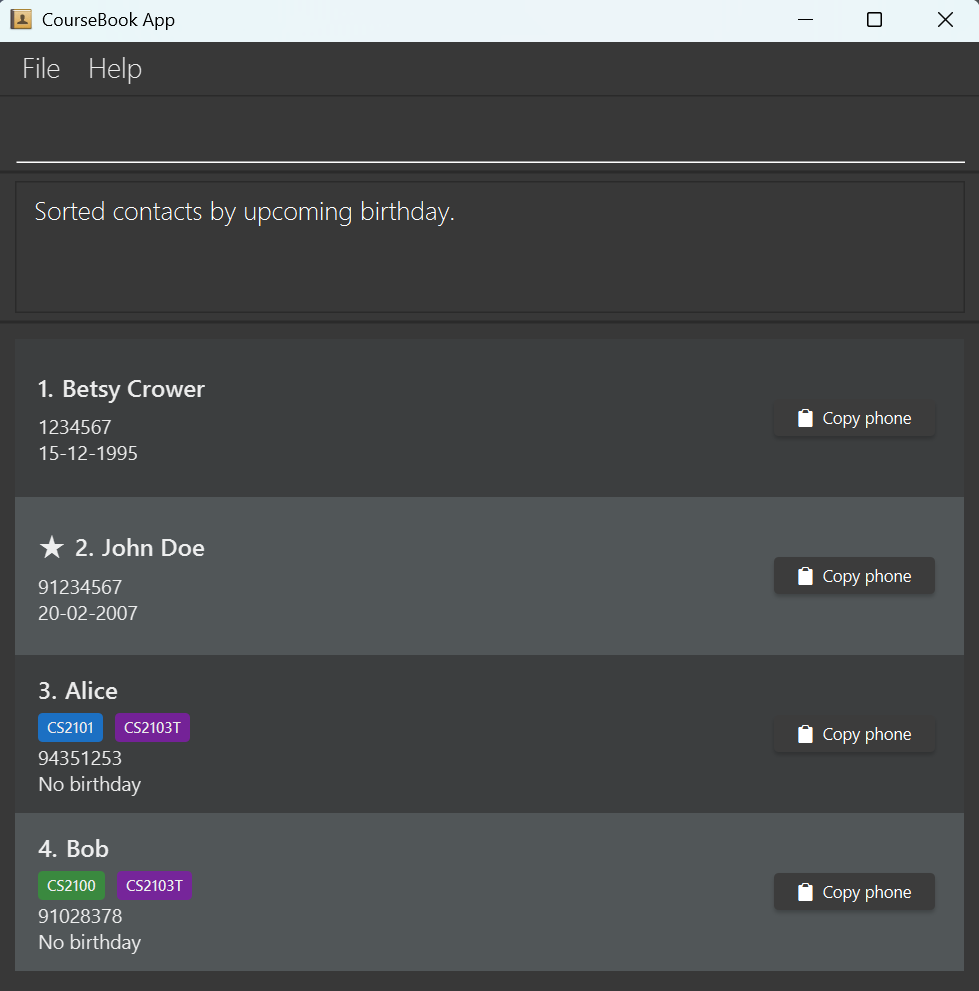 CourseBook App
File Help
Sorted contacts by upcoming birthday.
1. Betsy Crower
1234567
15-12-1995
Copy phone
★ 2. John Doe
91234567
20-02-2007
Copy phone
3. Alice
CS2101 CS2103T
94351253
No birthday
Copy phone
4. Bob
CS2100 CS2103T
91028378
No birthday
Copy phone